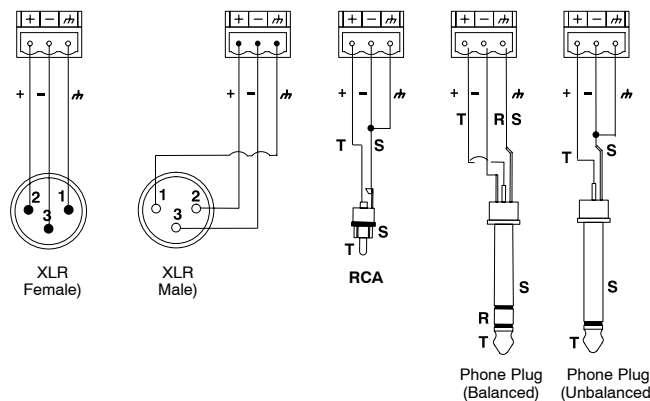 + −
+ −
+ −
+ −
+ −
+ −
+ −
+
+ −
+
T S
T R S
T S
2 1
3
1 2
3
S
T
S
R
T
S
T
XLR
Female)
XLR
Male)
RCA
Phone Plug
(Balanced)
Phone Plug
(Unbalanced